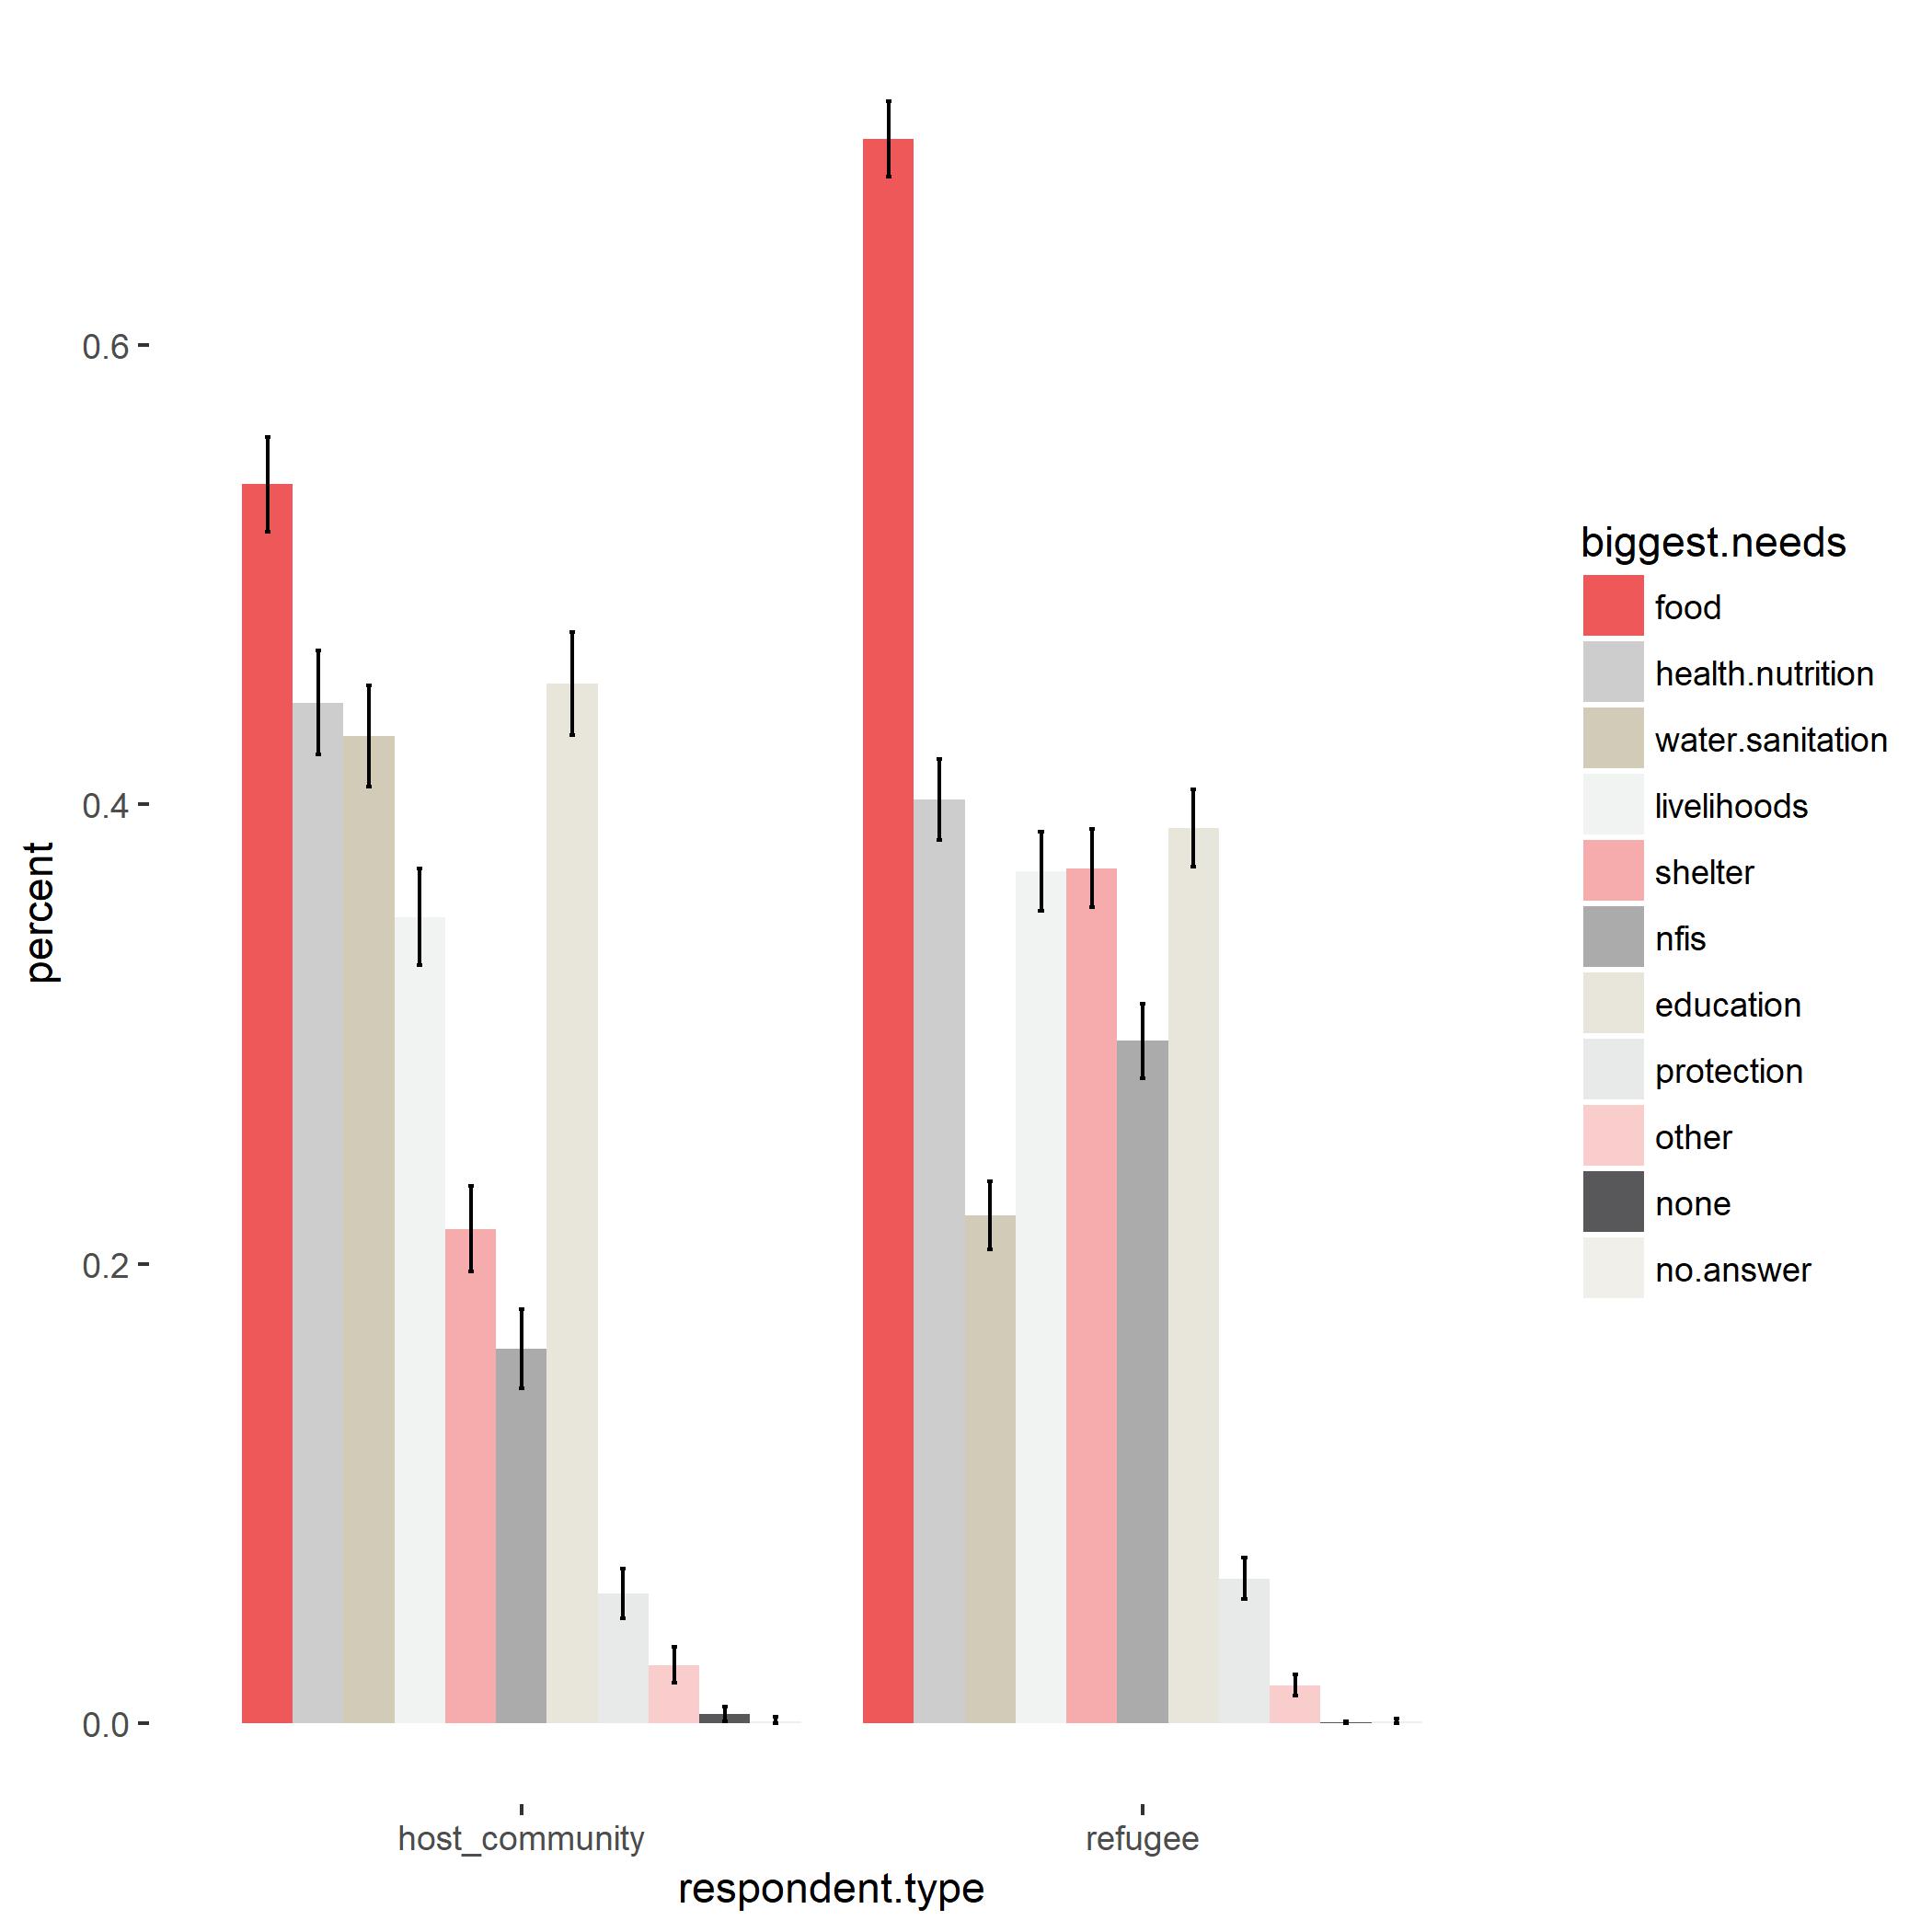 percent
0.6
0.4
0.2
0.0
host_community
refugee
respondent.type
biggest.needs
food
health.nutrition
water.sanitation
livelihoods
shelter
nfis
education
protection
other
none
no.answer